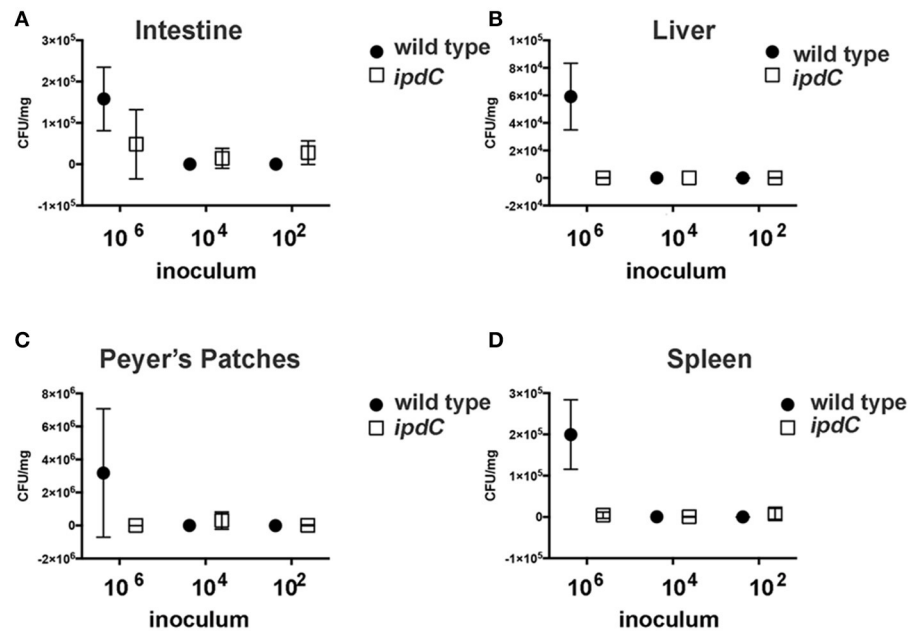 A
Intestine
wild type
ipdC
3×10⁵
2×10⁵
1×10⁵
0
-1×10⁵
CFU/mg
10⁶ 10⁴ 10²
inoculum
B
Liver
wild type
ipdC
1×10⁵
8×10⁴
6×10⁴
4×10⁴
2×10⁴
0
-2×10⁴
CFU/mg
10⁶ 10⁴ 10²
inoculum
C
Peyer's Patches
wild type
ipdC
8×10⁶
6×10⁶
4×10⁶
2×10⁶
0
-2×10⁶
CFU/mg
10⁶ 10⁴ 10²
inoculum
D
Spleen
wild type
ipdC
3×10⁵
2×10⁵
1×10⁵
0
-1×10⁵
CFU/mg
10⁶ 10⁴ 10²
inoculum